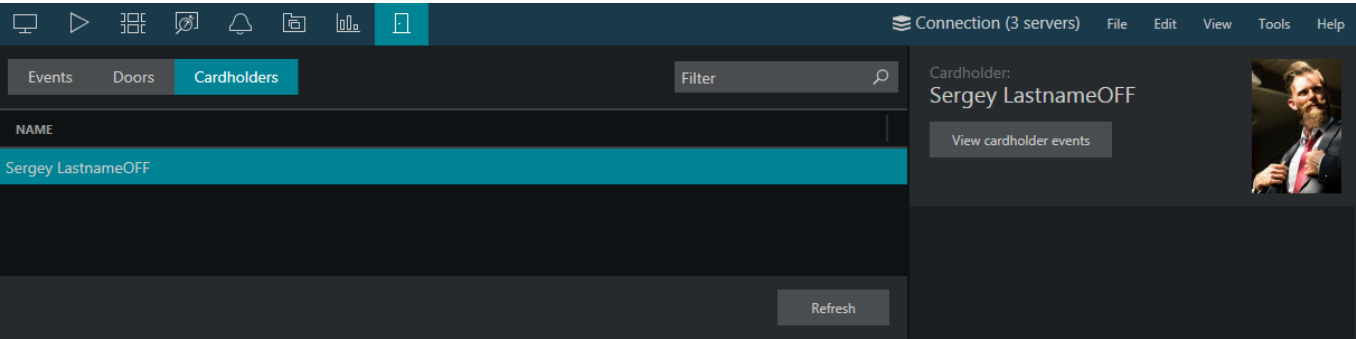 Connection (3 servers) File Edit View Tools Help
Events Doors Cardholders Filter
NAME
Sergey LastnameOFF
Refresh
Cardholder:
Sergey LastnameOFF
View cardholder events